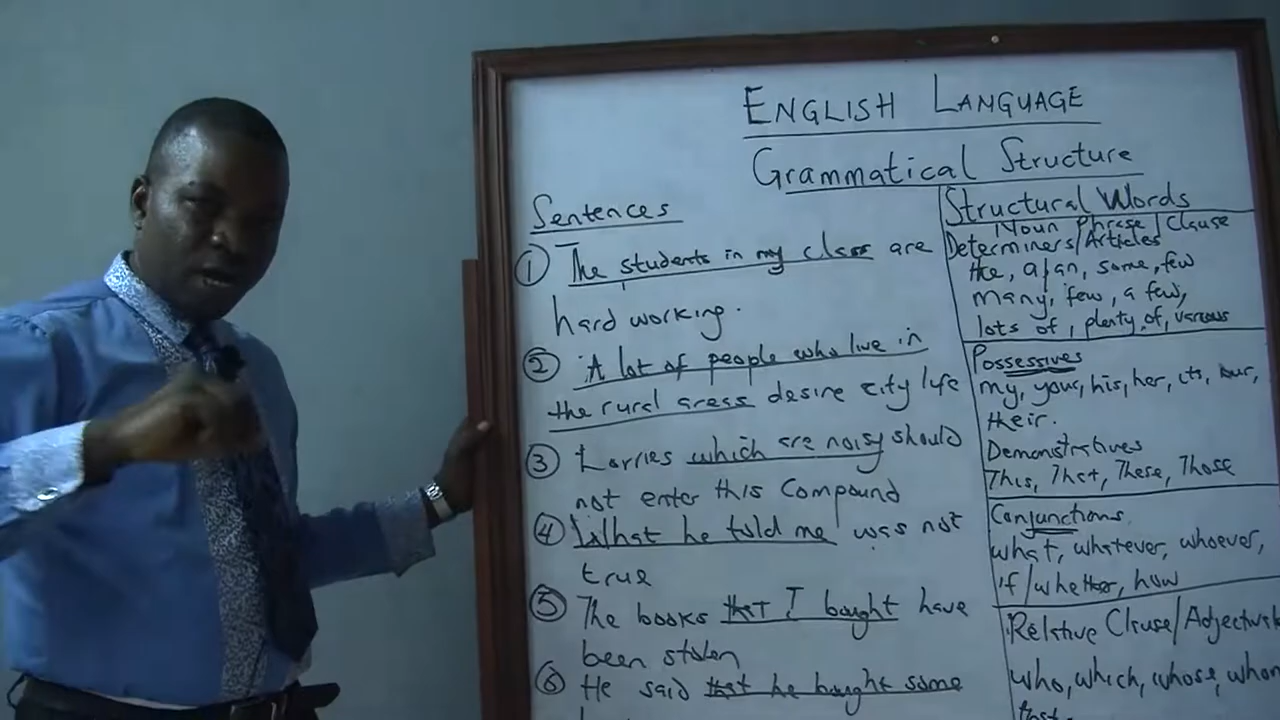 ENGLISH LANGUAGE
Grammatical Structure
Sentences
① The students in my class are
hard working.
② A lot of people who live in
the rural areas desire city life
③ Lorries which are noisy should
not enter this Compound
④ What he told me was not
true
⑤ The books that I bought have
been stolen
⑥ He said that he bought some
Structural Words
Noun Phrase/Clause
Determiners/Articles
the, a/an, some, few
many, few, a few,
lots of, plenty of, various
Possessives
my, your, his, her, its, our,
their.
Demonstratives
This, That, These, Those
Conjunctions
what, whatever, whoever,
if/whether, how
Relative Clause/Adjectival
who, which, whose, whom
that